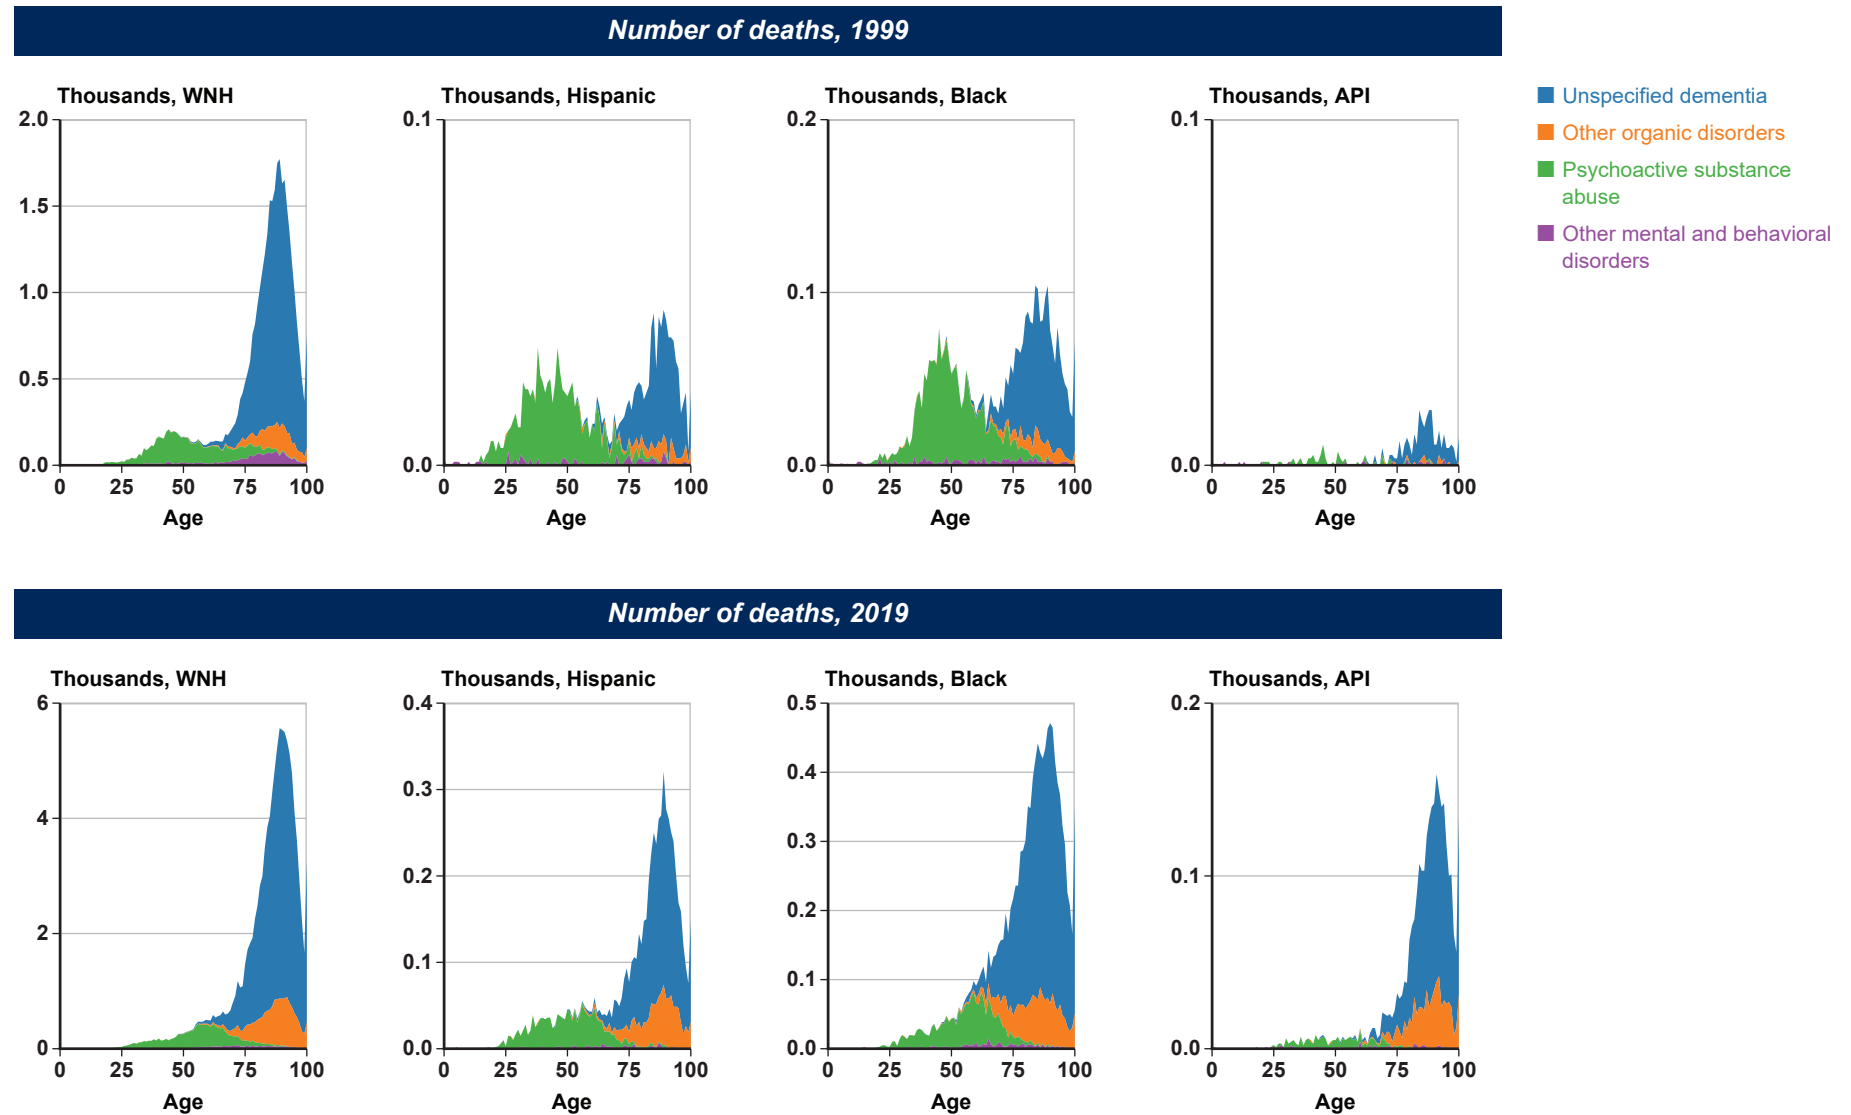 Number of deaths, 1999
Thousands, WNH
Thousands, Hispanic
Thousands, Black
Thousands, API
2.0
1.5
1.0
0.5
0.0
0 25 50 75 100
Age
0.1
0.0
0 25 50 75 100
Age
0.2
0.1
0.0
0 25 50 75 100
Age
0.1
0.0
0 25 50 75 100
Age
Unspecified dementia
Other organic disorders
Psychoactive substance
abuse
Other mental and behavioral
disorders
Number of deaths, 2019
Thousands, WNH
Thousands, Hispanic
Thousands, Black
Thousands, API
6
4
2
0
0 25 50 75 100
Age
0.4
0.3
0.2
0.1
0.0
0 25 50 75 100
Age
0.5
0.4
0.3
0.2
0.1
0.0
0 25 50 75 100
Age
0.2
0.1
0.0
0 25 50 75 100
Age